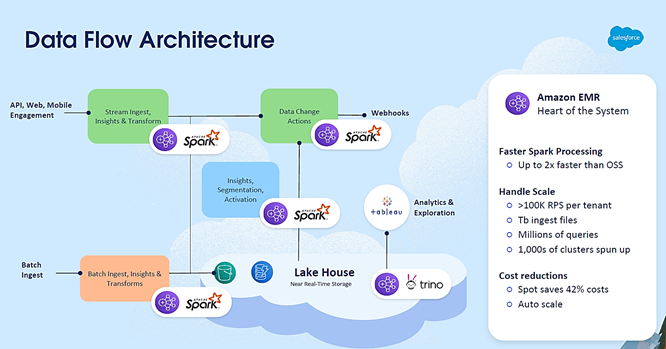 Data Flow Architecture
salesforce
API, Web, Mobile
Engagement
Stream Ingest,
Insights & Transform
APACHE
Spark
Data Change
Actions
APACHE
Spark
Webhooks
Insights,
Segmentation,
Activation
APACHE
Spark
+ableau
Analytics &
Exploration
Batch
Ingest
Batch Ingest, Insights &
Transforms
APACHE
Spark
Lake House
Near Real-Time Storage
trino
Amazon EMR
Heart of the System
Faster Spark Processing
Up to 2x faster than OSS
Handle Scale
>100K RPS per tenant
Tb ingest files
Millions of queries
1,000s of clusters spun up
Cost reductions
Spot saves 42% costs
Auto scale